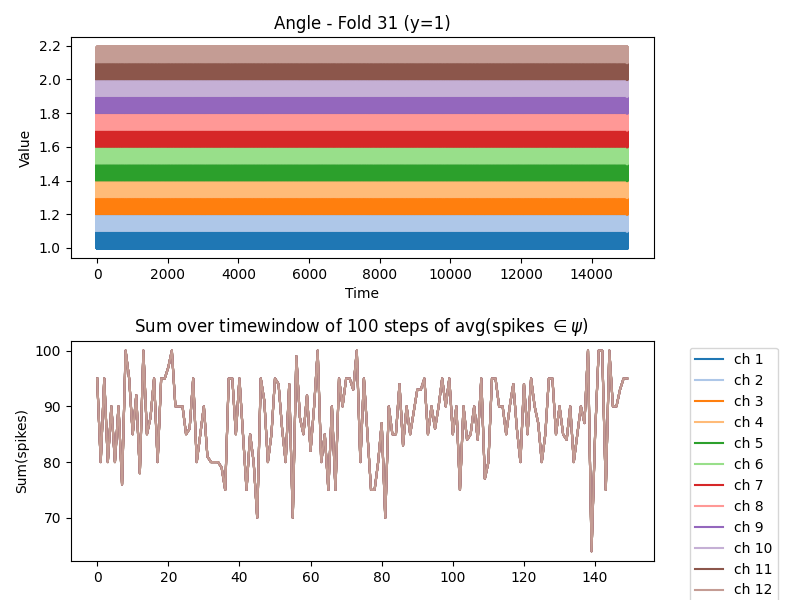 Angle - Fold 31 (y=1)
2.2
2.0
1.8
1.6
1.4
1.2
1.0
Value
0 2000 4000 6000 8000 10000 12000 14000
Time
Sum over timewindow of 100 steps of avg(spikes ∈ ψ)
100
90
80
70
Sum(spikes)
0 20 40 60 80 100 120 140
ch 1
ch 2
ch 3
ch 4
ch 5
ch 6
ch 7
ch 8
ch 9
ch 10
ch 11
ch 12